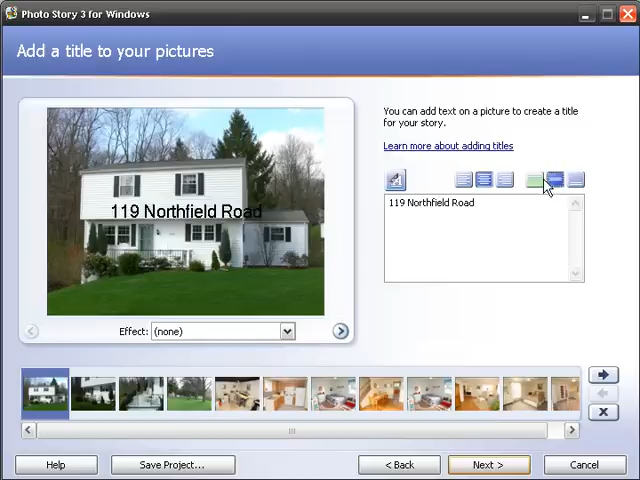 Photo Story 3 for Windows
Add a title to your pictures
You can add text on a picture to create a title
for your story.
Learn more about adding titles
119 Northfield Road
119 Northfield Road
Effect: (none)
Help
Save Project...
< Back
Next >
Cancel